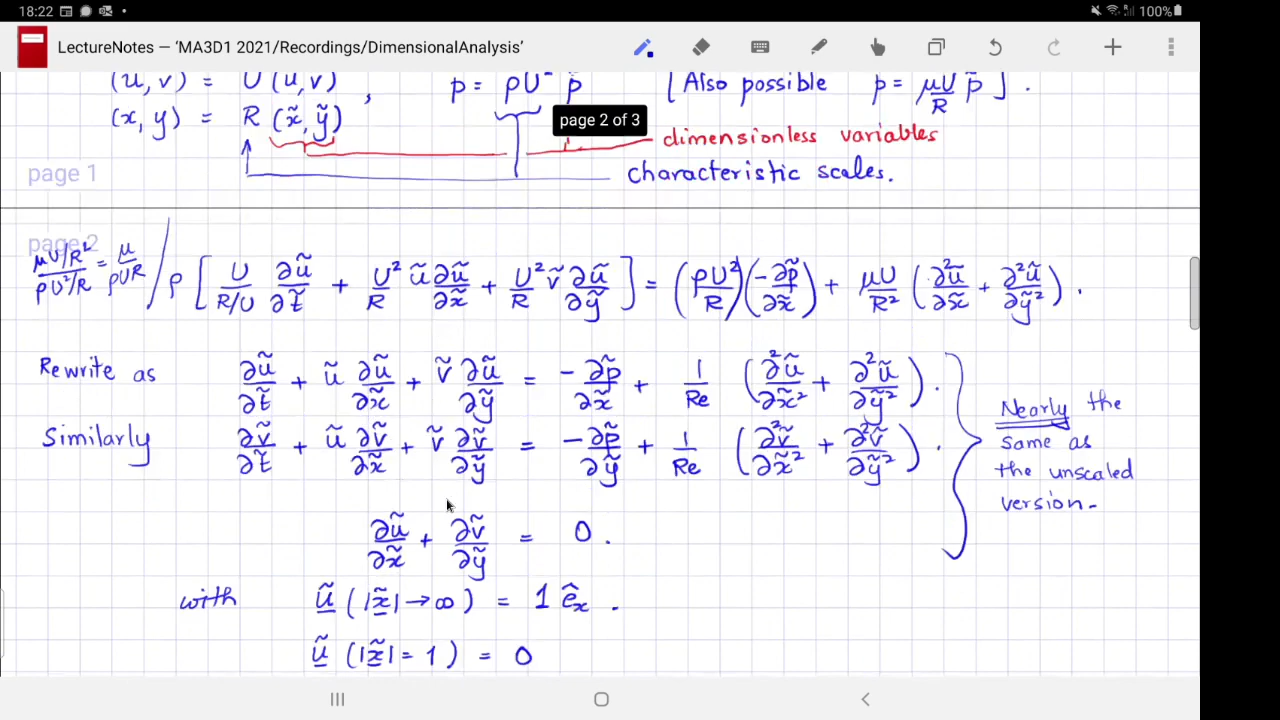 18:22 100%
LectureNotes — ‘MA3D1 2021/Recordings/DimensionalAnalysis’
(u, v) = U (ũ, ṽ) , p = ρU² p̃ [Also possible p = μU/R p̃ ] .
(x, y) = R (x̃, ỹ)
page 2 of 3
dimensionless variables
page 1
characteristic scales.
page 2
(μU/R²)/(ρU²/R) = μ/ρUR / ρ [ U/(R/U) ∂ũ/∂t̃ + U²/R ũ ∂ũ/∂x̃ + U²/R ṽ ∂ũ/∂ỹ ] = (ρU²/R)(-∂p̃/∂x̃) + μU/R² (∂²ũ/∂x̃² + ∂²ũ/∂ỹ²) .
Rewrite as ∂ũ/∂t̃ + ũ ∂ũ/∂x̃ + ṽ ∂ũ/∂ỹ = - ∂p̃/∂x̃ + 1/Re (∂²ũ/∂x̃² + ∂²ũ/∂ỹ²) .
Similarly ∂ṽ/∂t̃ + ũ ∂ṽ/∂x̃ + ṽ ∂ṽ/∂ỹ = - ∂p̃/∂ỹ + 1/Re (∂²ṽ/∂x̃² + ∂²ṽ/∂ỹ²) .
Nearly the
same as
the unscaled
version.
∂ũ/∂x̃ + ∂ṽ/∂ỹ = 0 .
with ũ (|x̃| → ∞) = 1 êx .
ũ (|x̃| = 1) = 0